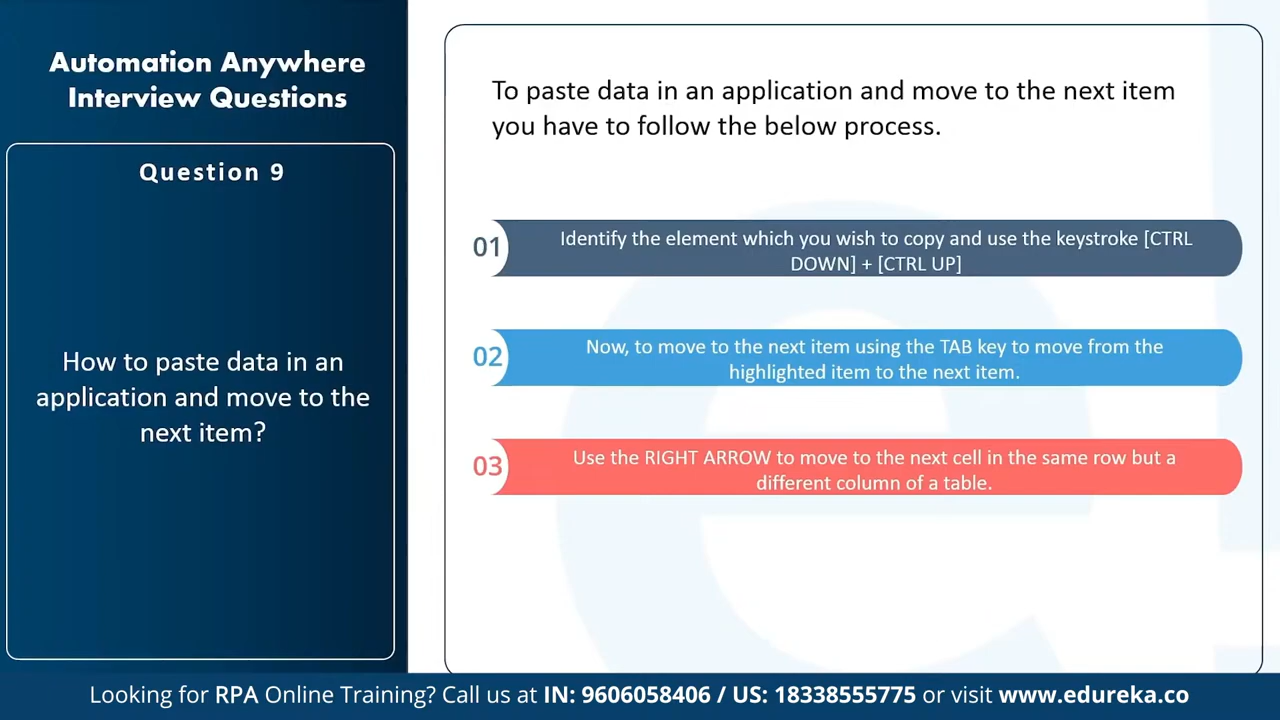 Automation Anywhere
Interview Questions
Question 9
How to paste data in an
application and move to the
next item?
To paste data in an application and move to the next item
you have to follow the below process.
01
Identify the element which you wish to copy and use the keystroke [CTRL
DOWN] + [CTRL UP]
02
Now, to move to the next item using the TAB key to move from the
highlighted item to the next item.
03
Use the RIGHT ARROW to move to the next cell in the same row but a
different column of a table.
Looking for RPA Online Training? Call us at IN: 9606058406 / US: 18338555775 or visit www.edureka.co